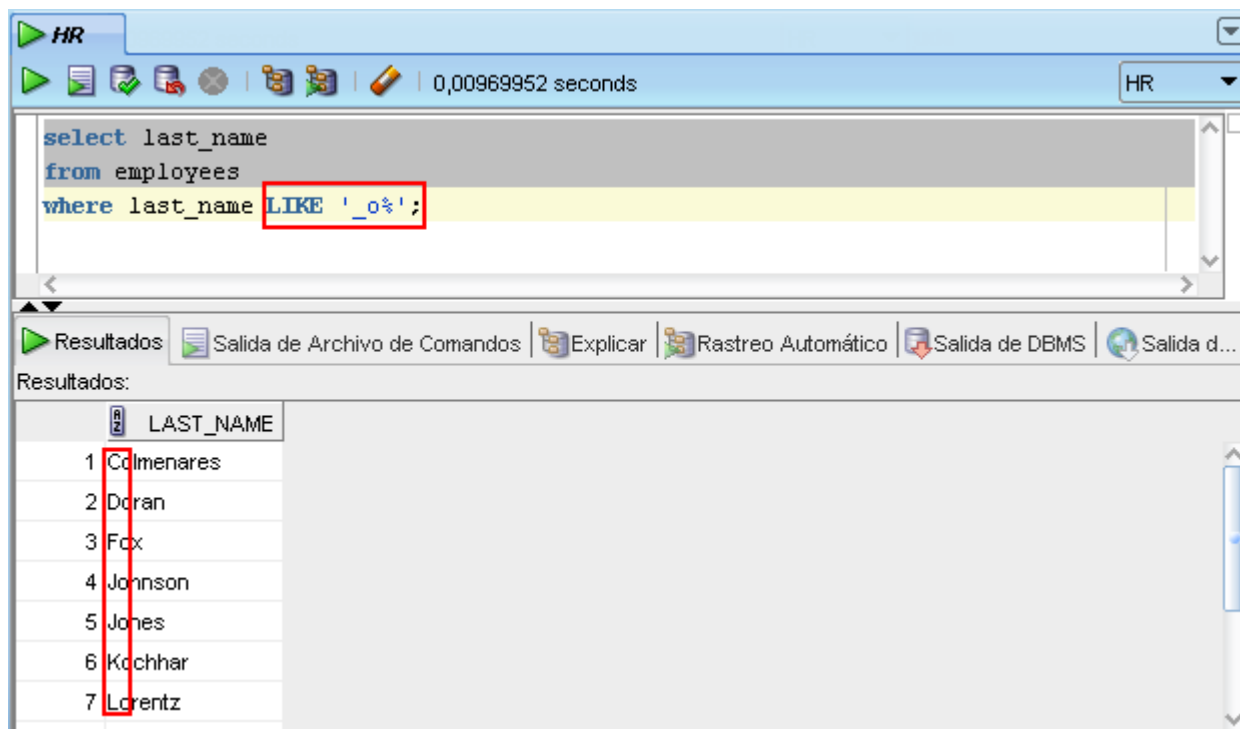 HR
0,00969952 seconds
HR
select last_name
from employees
where last_name LIKE '_o%';
Resultados Salida de Archivo de Comandos Explicar Rastreo Automático Salida de DBMS Salida d...
Resultados:
LAST_NAME
1 Colmenares
2 Doran
3 Fox
4 Johnson
5 Jones
6 Kochhar
7 Lorentz